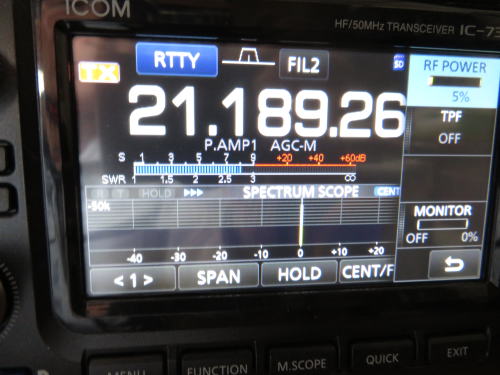 ICOM
HF/50MHz TRANSCEIVER IC-73
TX RTTY FIL2 SD
RF POWER
5%
21.189.26
TPF
OFF
P.AMP1 AGC-M
S 1 3 5 7 9 +20 +40 +60dB
SWR 1 1.5 2 2.5 3 ∞
HOLD SPECTRUM SCOPE CENT
-50k
MONITOR
OFF 0%
-40 -30 -20 -10 0 +10 +20
<1> SPAN HOLD CENT/F
MENU FUNCTION M.SCOPE QUICK EXIT